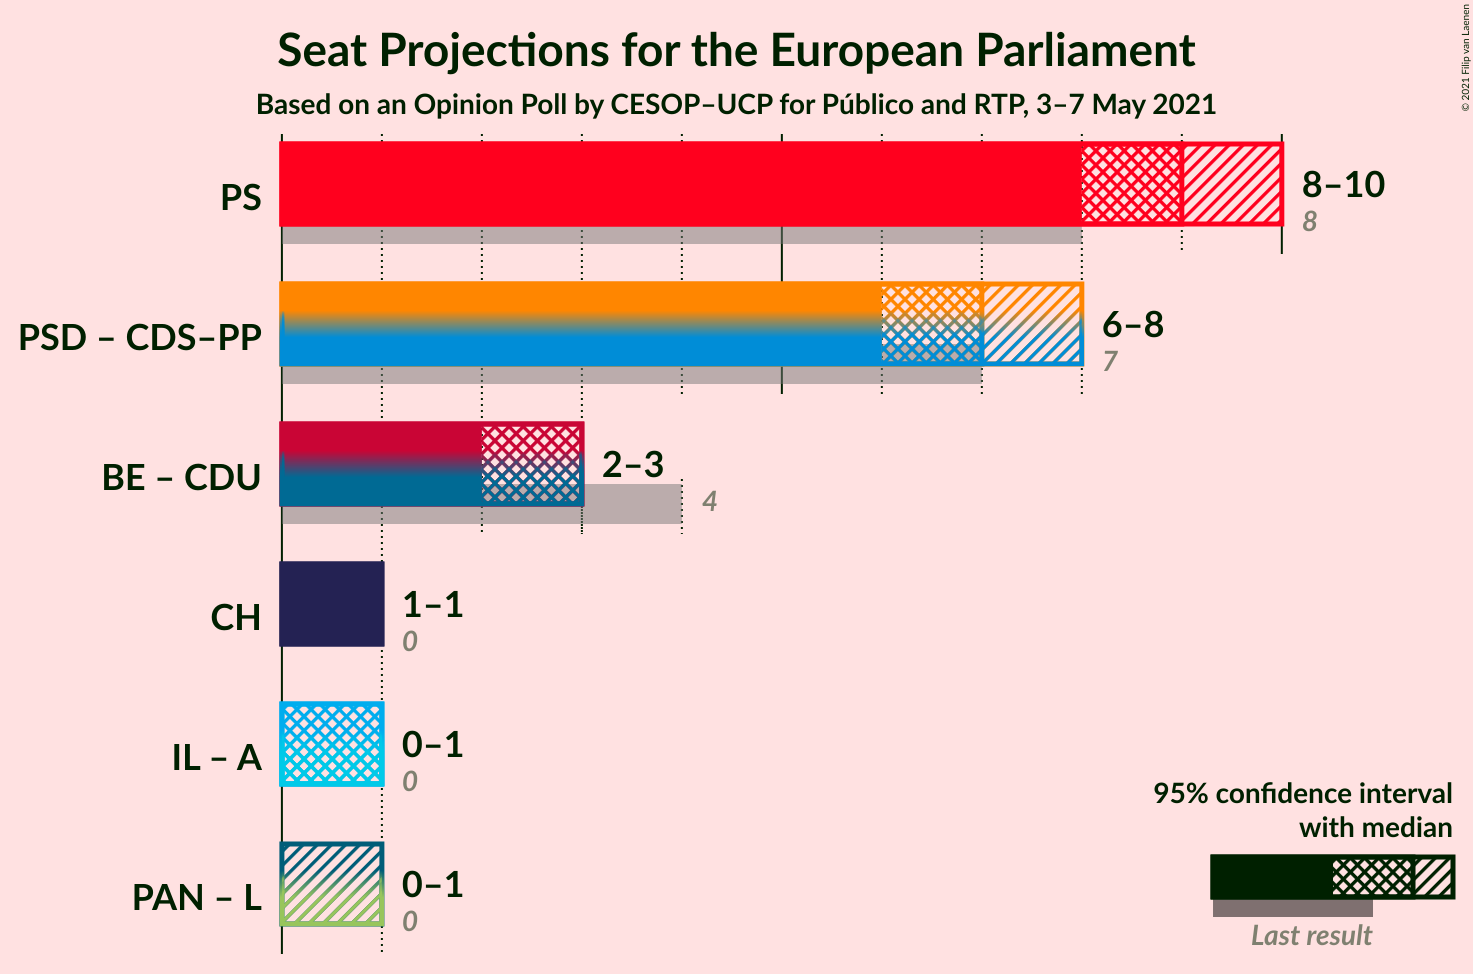 Seat Projections for the European Parliament
Based on an Opinion Poll by CESOP–UCP for Público and RTP, 3–7 May 2021
© 2021 Filip van Laenen
PS
8–10
8
PSD – CDS–PP
6–8
7
BE – CDU
2–3
4
CH
1–1
0
IL – A
0–1
0
PAN – L
0–1
0
95% confidence interval
with median
Last result